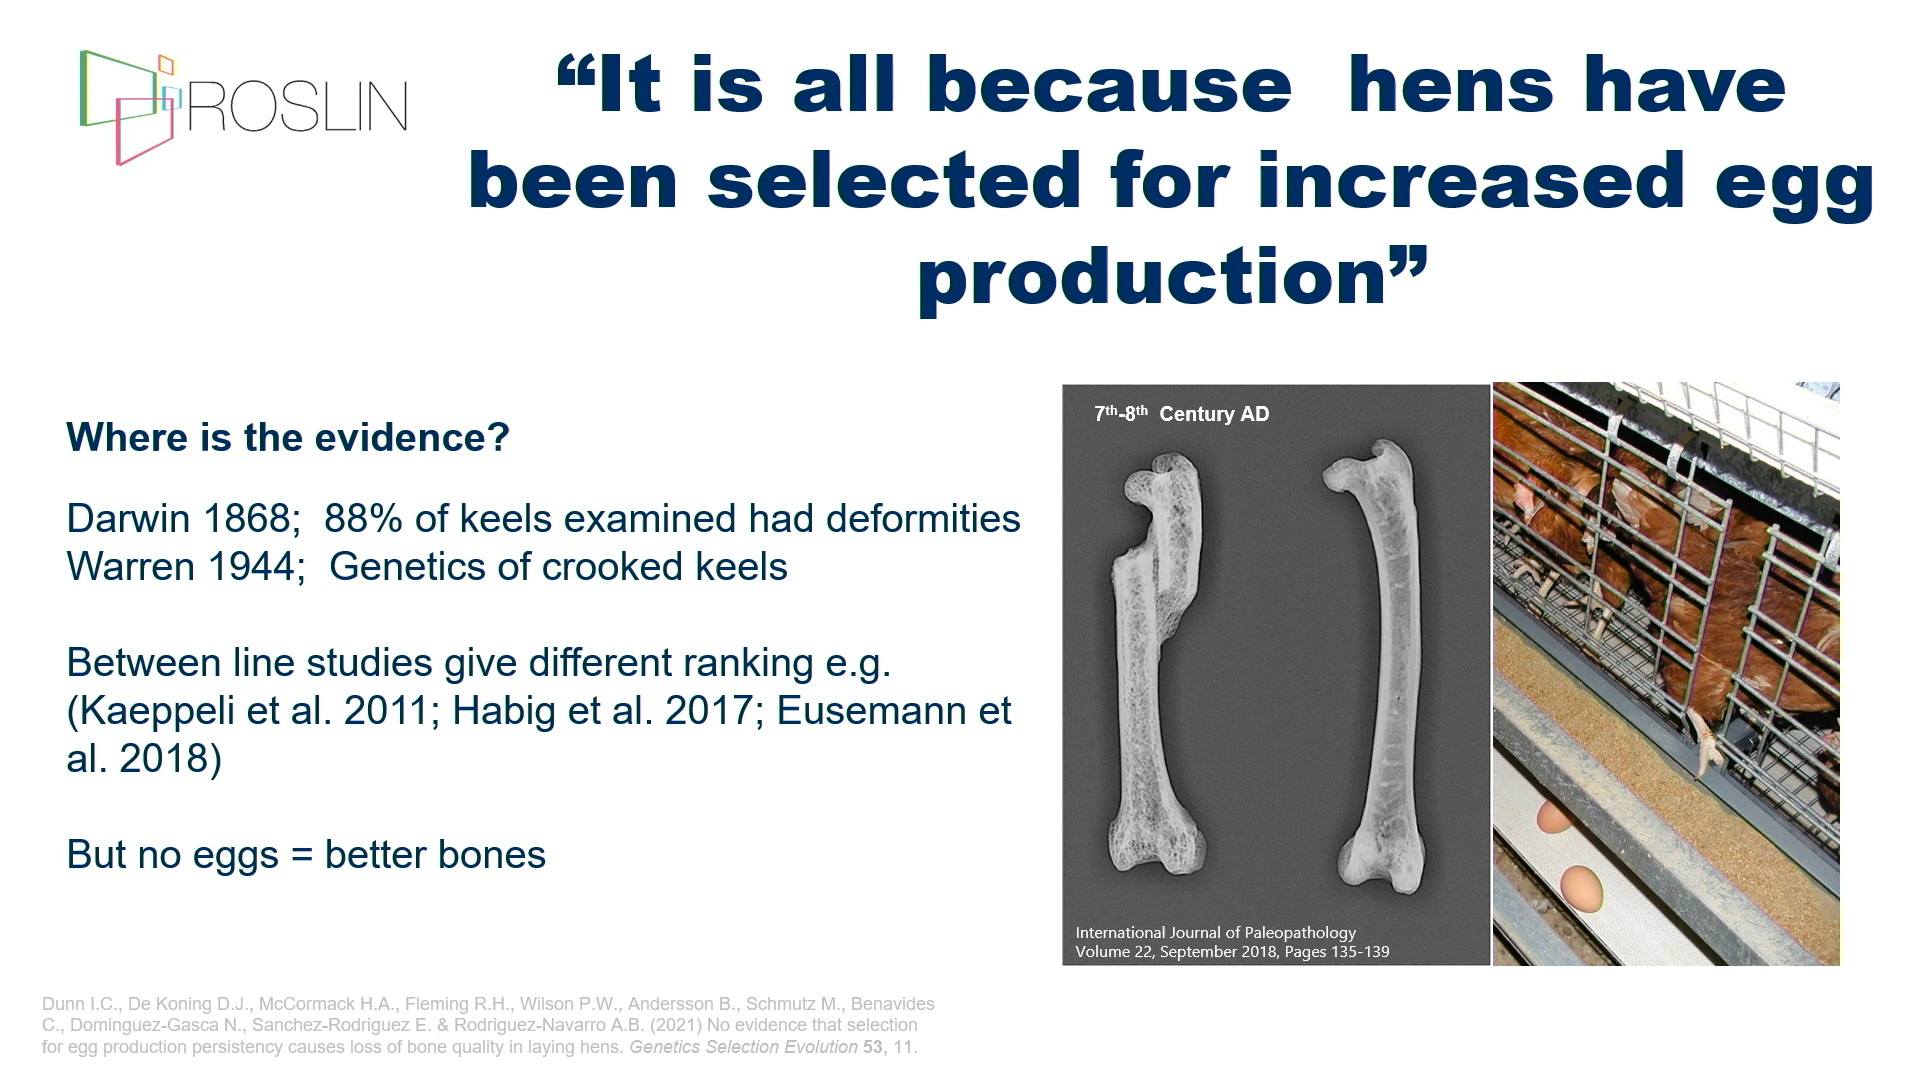 ROSLIN
“It is all because  hens have
been selected for increased egg
production”
Where is the evidence?
Darwin 1868;  88% of keels examined had deformities
Warren 1944;  Genetics of crooked keels
Between line studies give different ranking e.g.
(Kaeppeli et al. 2011; Habig et al. 2017; Eusemann et
al. 2018)
But no eggs = better bones
7th-8th  Century AD
International Journal of Paleopathology
Volume 22, September 2018, Pages 135-139
Dunn I.C., De Koning D.J., McCormack H.A., Fleming R.H., Wilson P.W., Andersson B., Schmutz M., Benavides
C., Dominguez-Gasca N., Sanchez-Rodriguez E. & Rodriguez-Navarro A.B. (2021) No evidence that selection
for egg production persistency causes loss of bone quality in laying hens. Genetics Selection Evolution 53, 11.